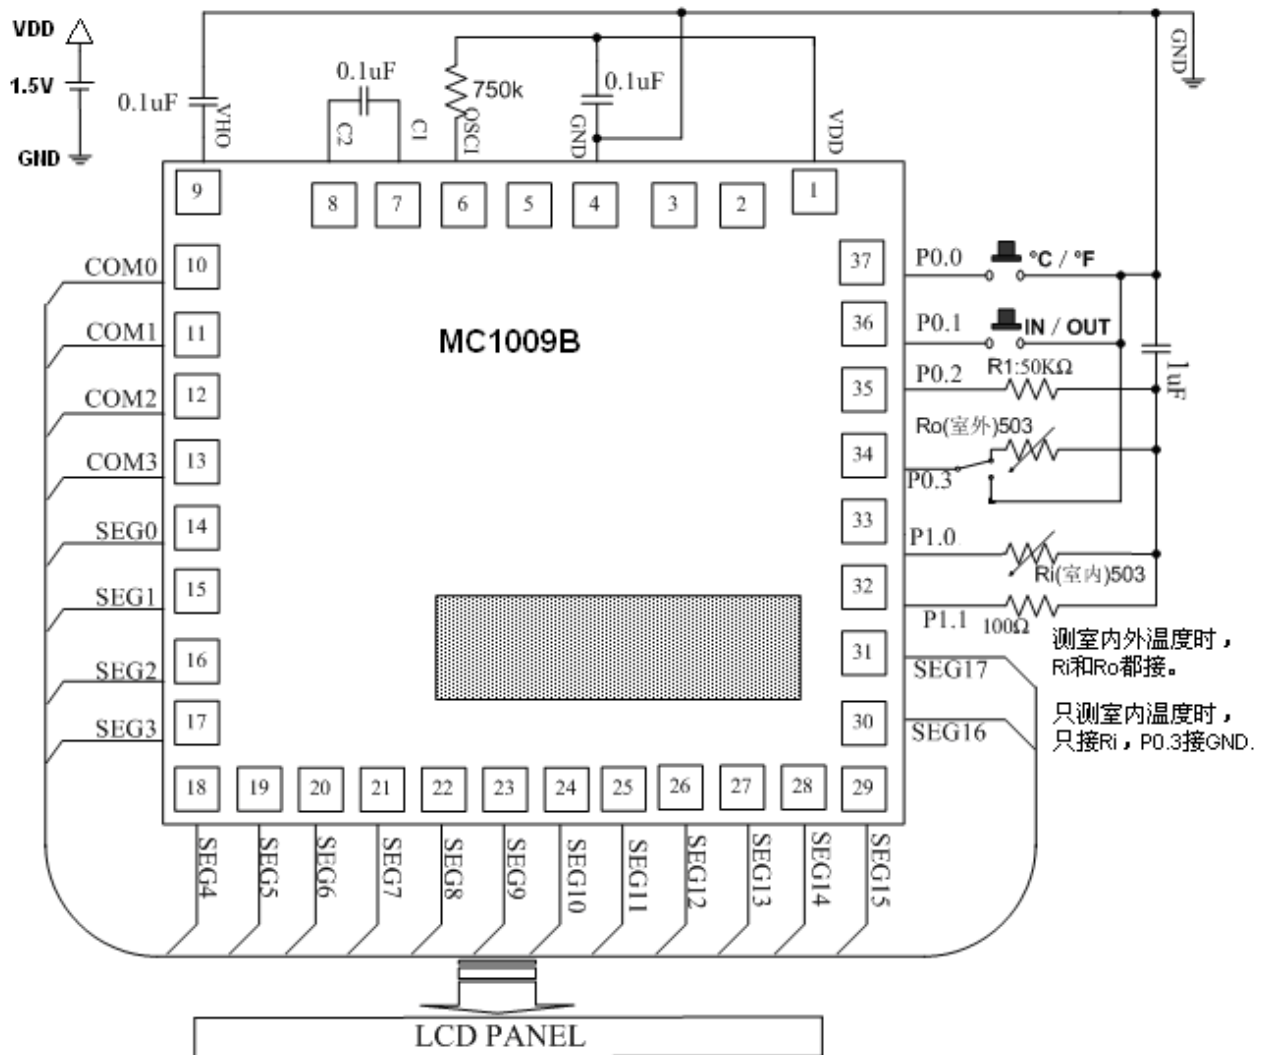 VDD
1.5V
GND
0.1uF
VHO
0.1uF
C2
C1
750k
OSC1
0.1uF
GND
VDD
GND
9
8
7
6
5
4
3
2
1
COM0
10
COM1
11
COM2
12
COM3
13
SEG0
14
SEG1
15
SEG2
16
SEG3
17
MC1009B
37
P0.0
°C / °F
36
P0.1
IN / OUT
1uF
35
P0.2
R1:50KΩ
34
P0.3
Ro(室外)503
33
P1.0
Ri(室内)503
32
P1.1
100Ω
31
SEG17
30
SEG16
测室内外温度时，
Ri和Ro都接。
只测室内温度时，
只接Ri，P0.3接GND.
18
19
20
21
22
23
24
25
26
27
28
29
SEG4
SEG5
SEG6
SEG7
SEG8
SEG9
SEG10
SEG11
SEG12
SEG13
SEG14
SEG15
LCD PANEL